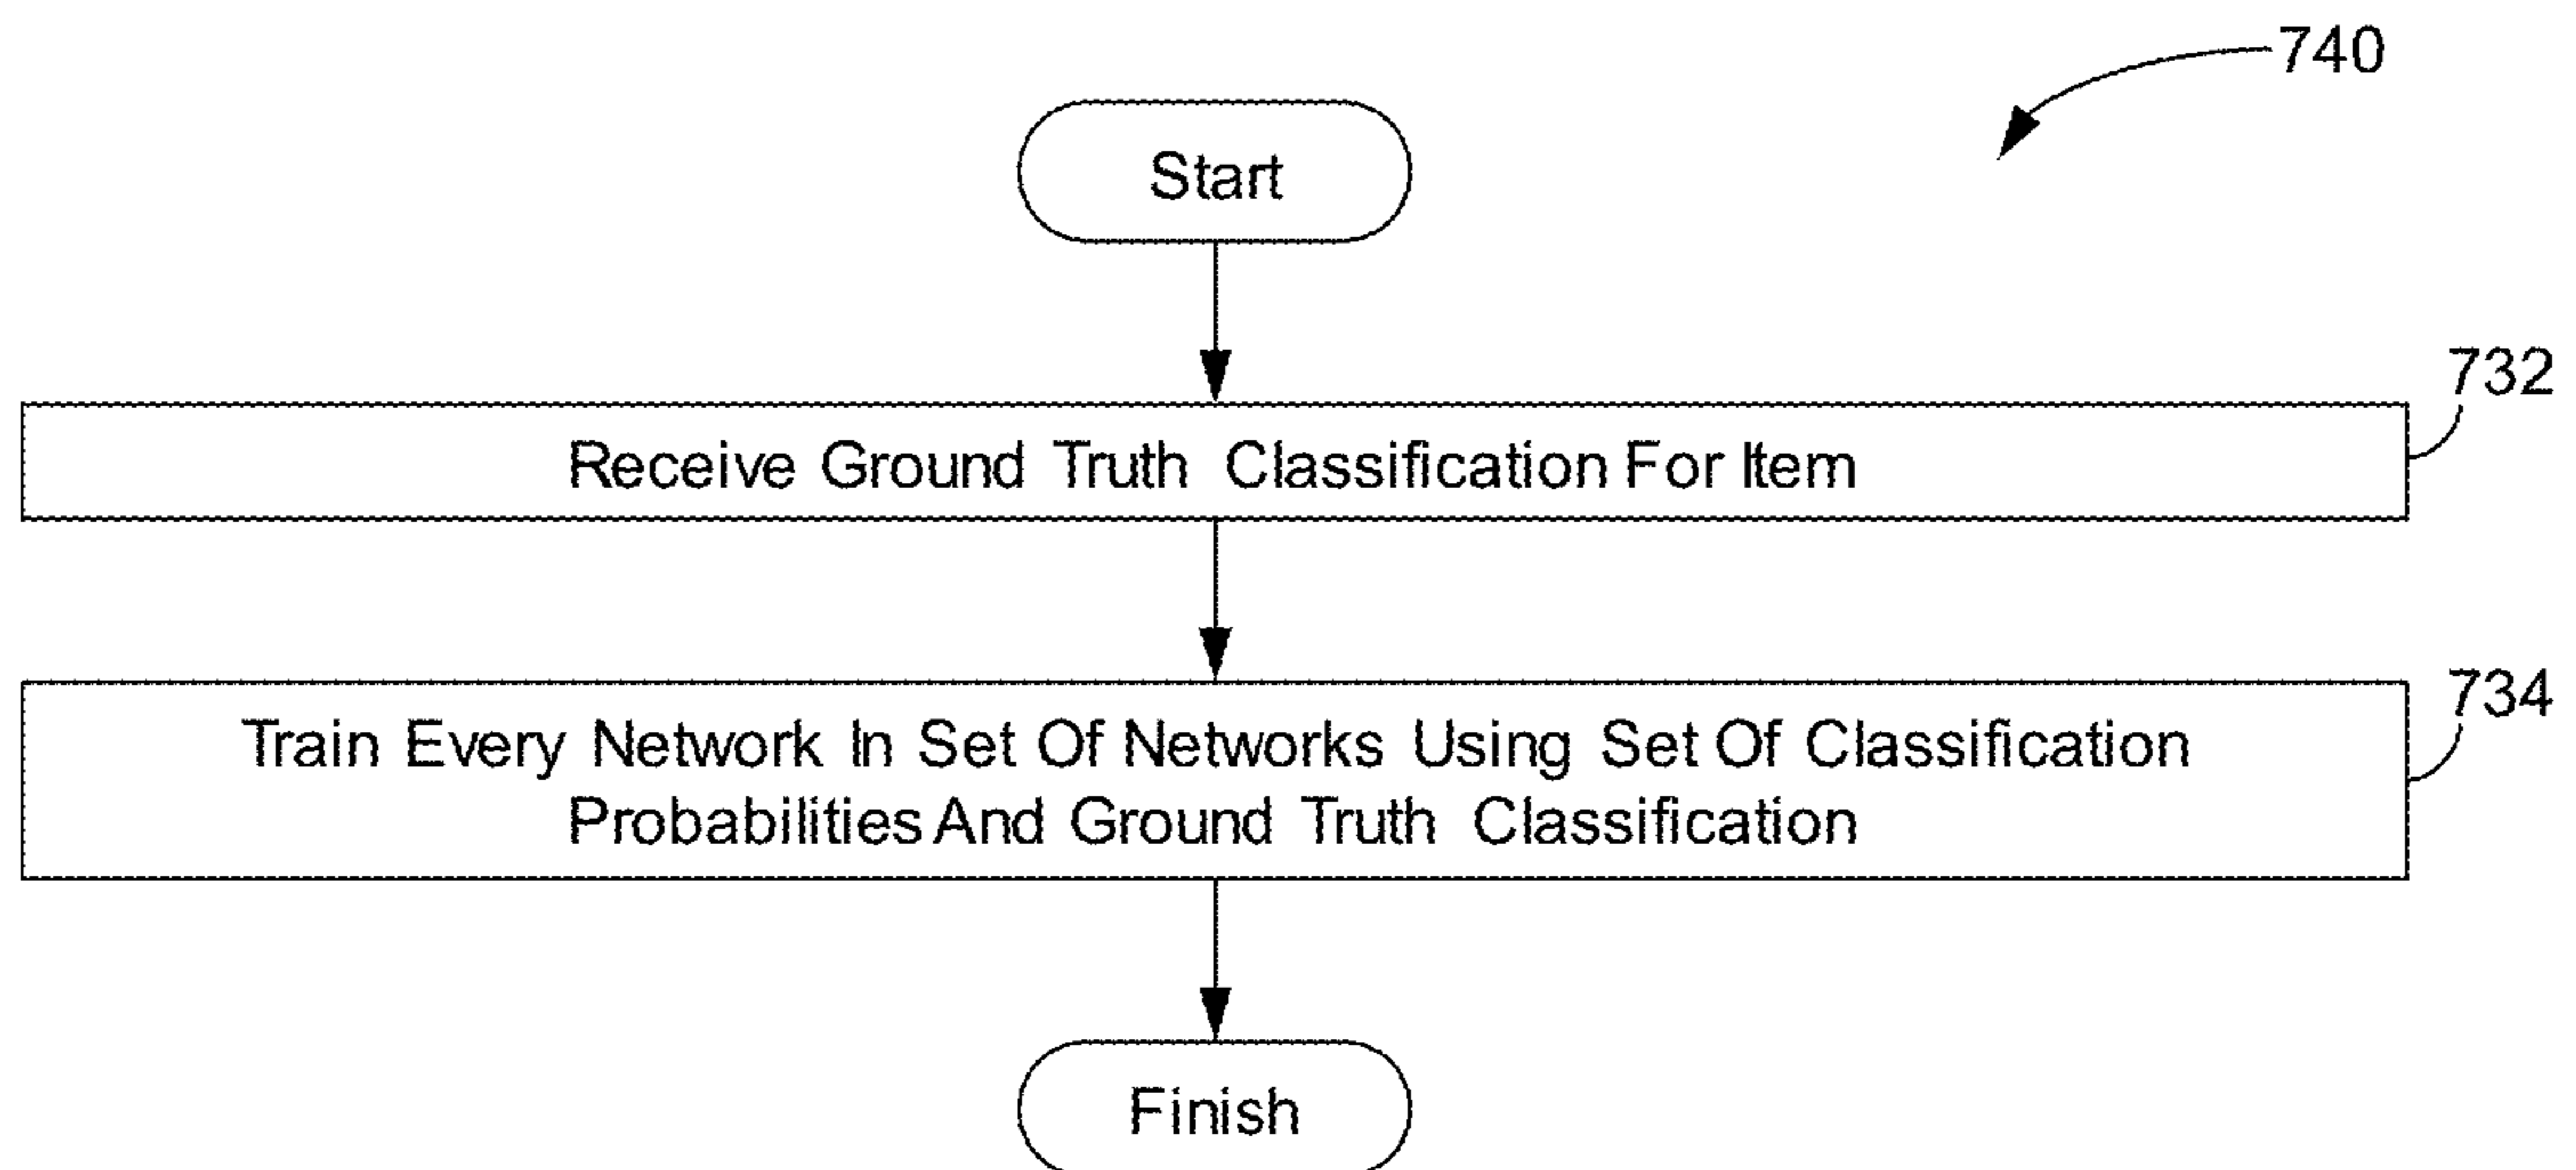 740
Start
732
Receive Ground Truth Classification For Item
734
Train Every Network In Set Of Networks Using Set Of Classification
Probabilities And Ground Truth Classification
Finish